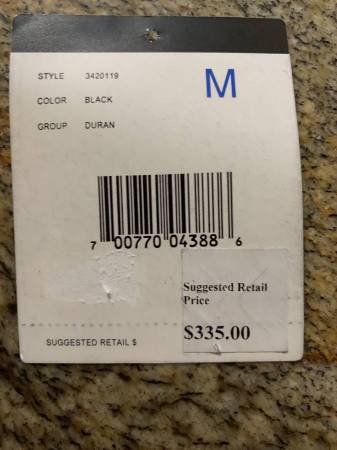 STYLE 3420119
M
COLOR BLACK
GROUP DURAN
7 00770 04388 6
Suggested Retail
Price
$335.00
SUGGESTED RETAIL $